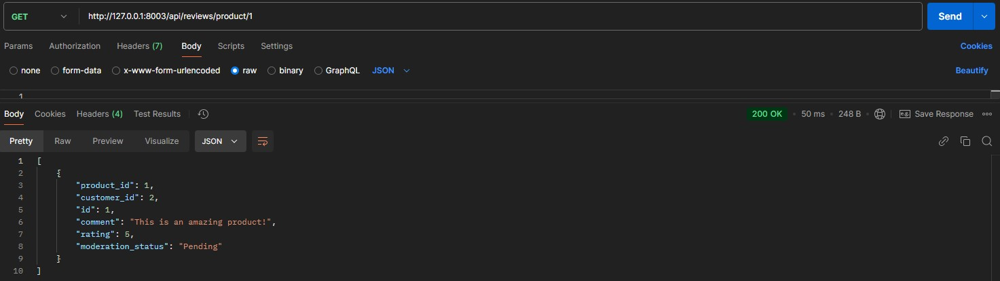 GET http://127.0.0.1:8003/api/reviews/product/1 Send
Params Authorization Headers (7) Body Scripts Settings Cookies
none form-data x-www-form-urlencoded raw binary GraphQL JSON Beautify
1
Body Cookies Headers (4) Test Results 200 OK 50 ms 248 B e.g. Save Response
Pretty Raw Preview Visualize JSON
1 [
2 {
3 "product_id": 1,
4 "customer_id": 2,
5 "id": 1,
6 "comment": "This is an amazing product!",
7 "rating": 5,
8 "moderation_status": "Pending"
9 }
10 ]